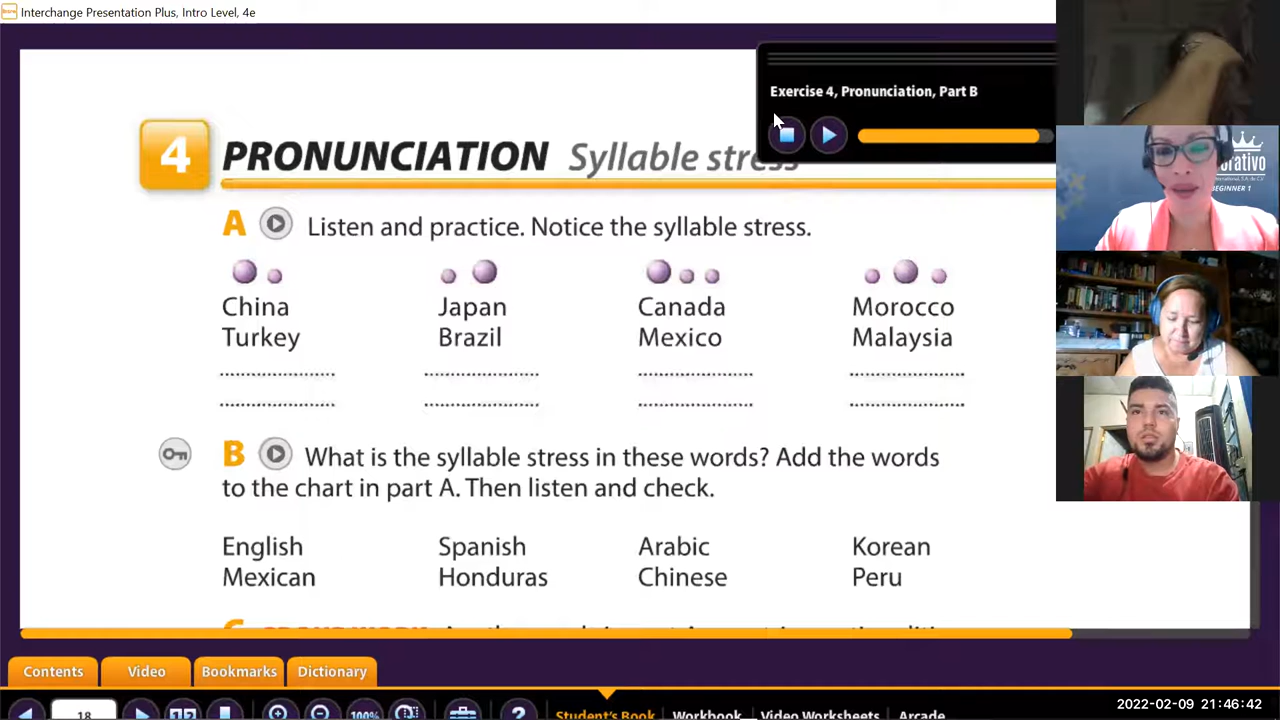 Interchange Presentation Plus, Intro Level, 4e
Exercise 4, Pronunciation, Part B
4 PRONUNCIATION Syllable stress
A Listen and practice. Notice the syllable stress.
China Japan Canada Morocco
Turkey Brazil Mexico Malaysia
B What is the syllable stress in these words? Add the words
to the chart in part A. Then listen and check.
English Spanish Arabic Korean
Mexican Honduras Chinese Peru
orativo
BEGINNER 1
Contents Video Bookmarks Dictionary
18 100% ? Student's Book Workbook Video Worksheets Arcade
2022-02-09 21:46:42